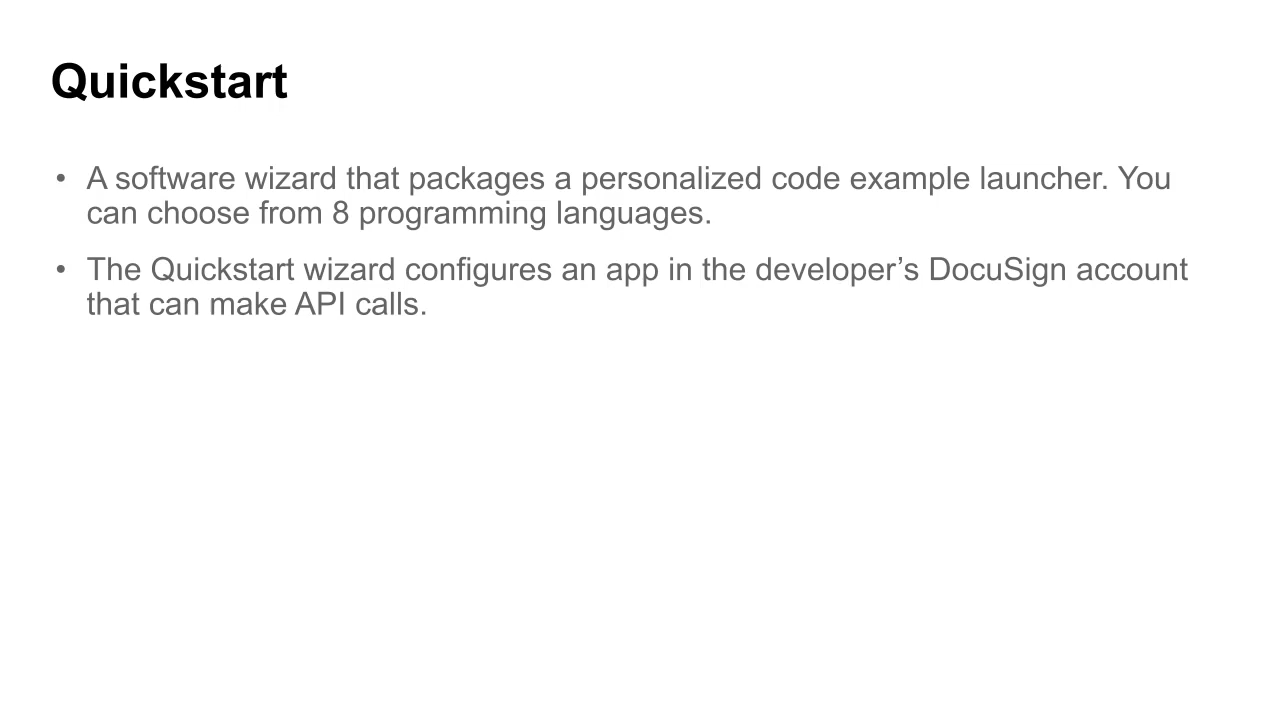 Quickstart
• A software wizard that packages a personalized code example launcher. You
can choose from 8 programming languages.
• The Quickstart wizard configures an app in the developer’s DocuSign account
that can make API calls.